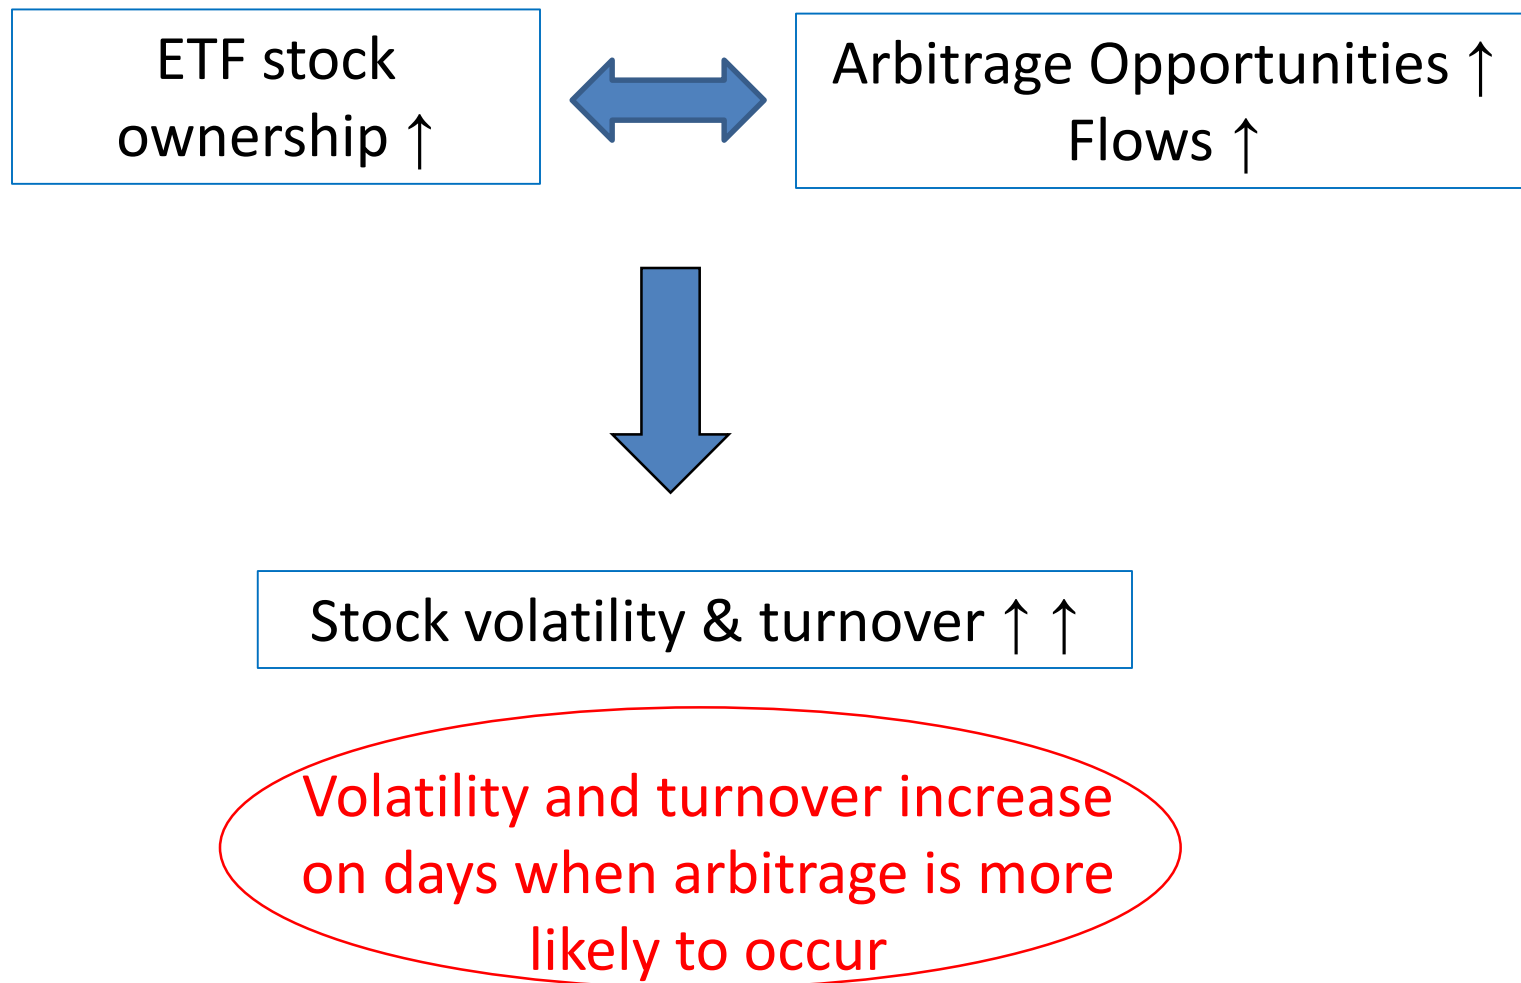 ETF stock
ownership ↑
Arbitrage Opportunities ↑
Flows ↑
Stock volatility & turnover ↑ ↑
Volatility and turnover increase
on days when arbitrage is more
likely to occur